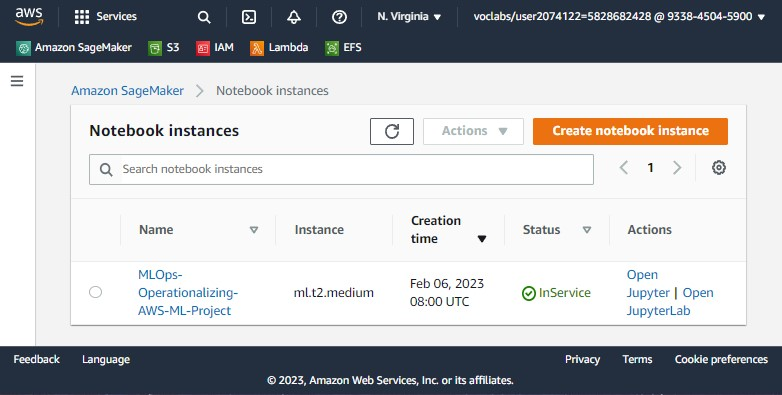 aws Services N. Virginia voclabs/user2074122=5828682428 @ 9338-4504-5900
Amazon SageMaker S3 IAM Lambda EFS
Amazon SageMaker Notebook instances
Notebook instances Actions Create notebook instance
Search notebook instances 1
Name Instance Creation time Status Actions
MLOps-Operationalizing-AWS-ML-Project ml.t2.medium Feb 06, 2023 08:00 UTC InService Open Jupyter | Open JupyterLab
Feedback Language Privacy Terms Cookie preferences
© 2023, Amazon Web Services, Inc. or its affiliates.